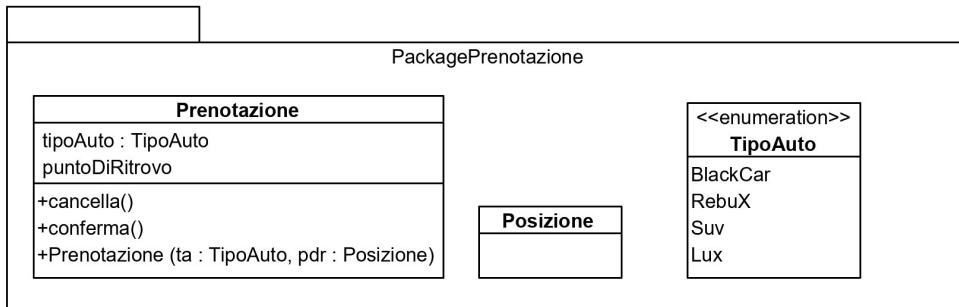 PackagePrenotazione
Prenotazione
tipoAuto : TipoAuto
puntoDiRitrovo
+cancella()
+conferma()
+Prenotazione (ta : TipoAuto, pdr : Posizione)
Posizione
<<enumeration>>
TipoAuto
BlackCar
RebuX
Suv
Lux